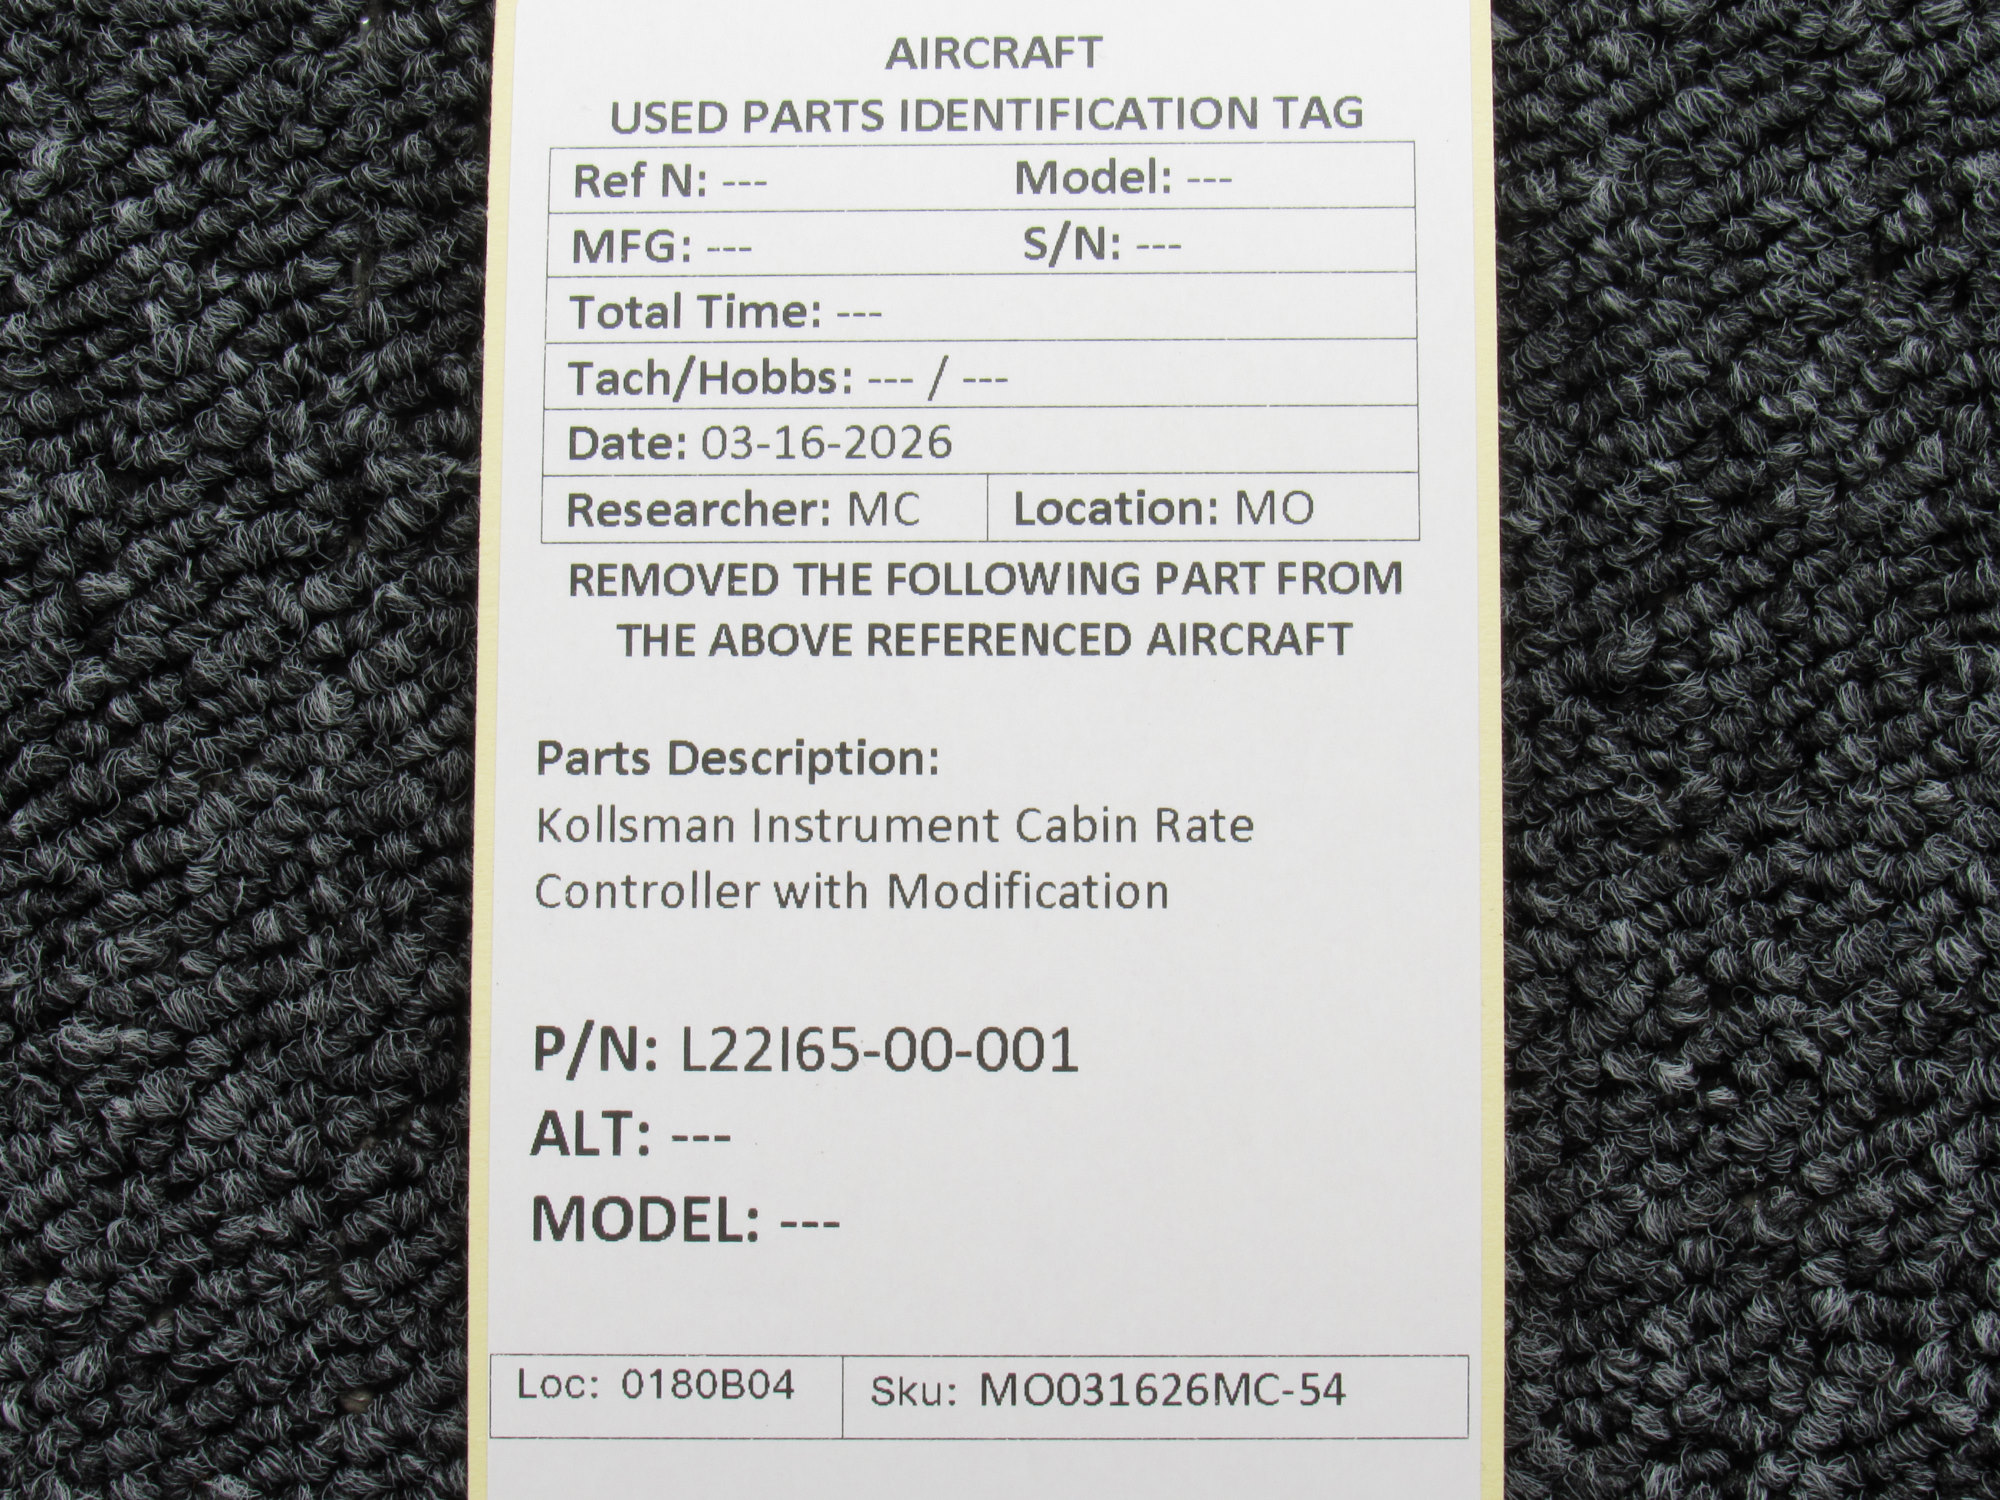 AIRCRAFT
USED PARTS IDENTIFICATION TAG
Ref N: --- Model: ---
MFG: --- S/N: ---
Total Time: ---
Tach/Hobbs: --- / ---
Date: 03-16-2026
Researcher: MC Location: MO
REMOVED THE FOLLOWING PART FROM
THE ABOVE REFERENCED AIRCRAFT
Parts Description:
Kollsman Instrument Cabin Rate
Controller with Modification
P/N: L22I65-00-001
ALT: ---
MODEL: ---
Loc: 0180B04 Sku: MO031626MC-54